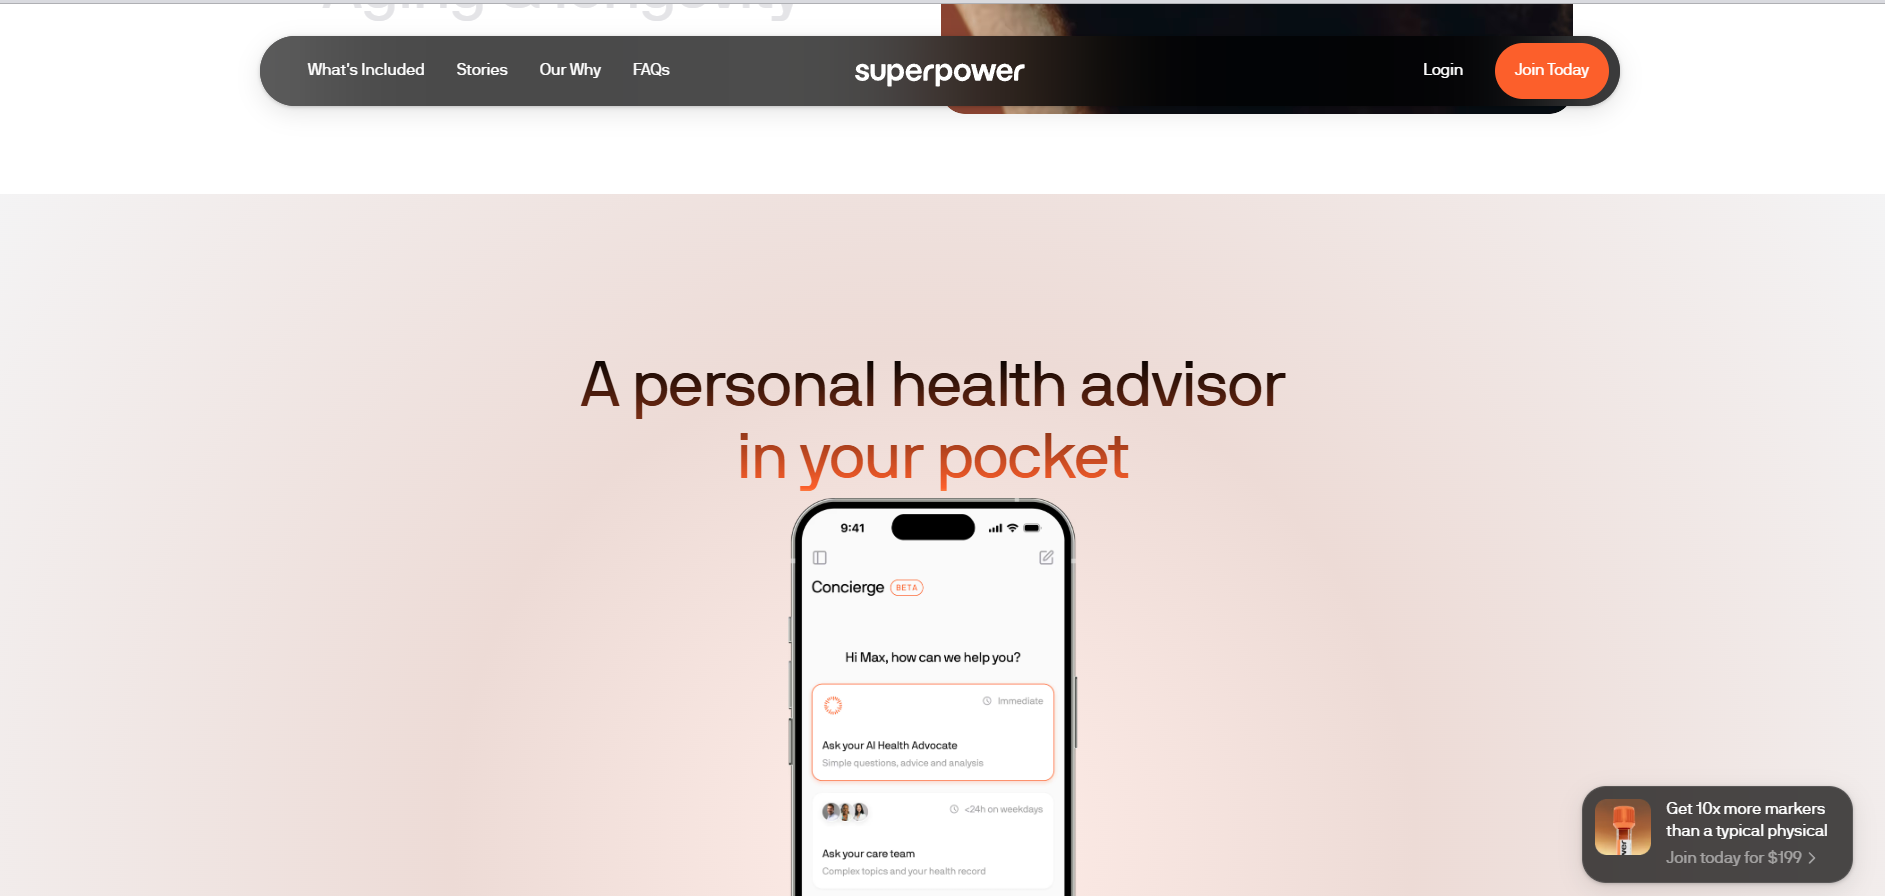 Aging & longevity
What's Included
Stories
Our Why
FAQs
superpower
Login
Join Today
A personal health advisor
in your pocket
9:41
Concierge
BETA
Hi Max, how can we help you?
Immediate
Ask your AI Health Advocate
Simple questions, advice and analysis
<24h on weekdays
Ask your care team
Complex topics and your health record
Get 10x more markers
than a typical physical
Join today for $199